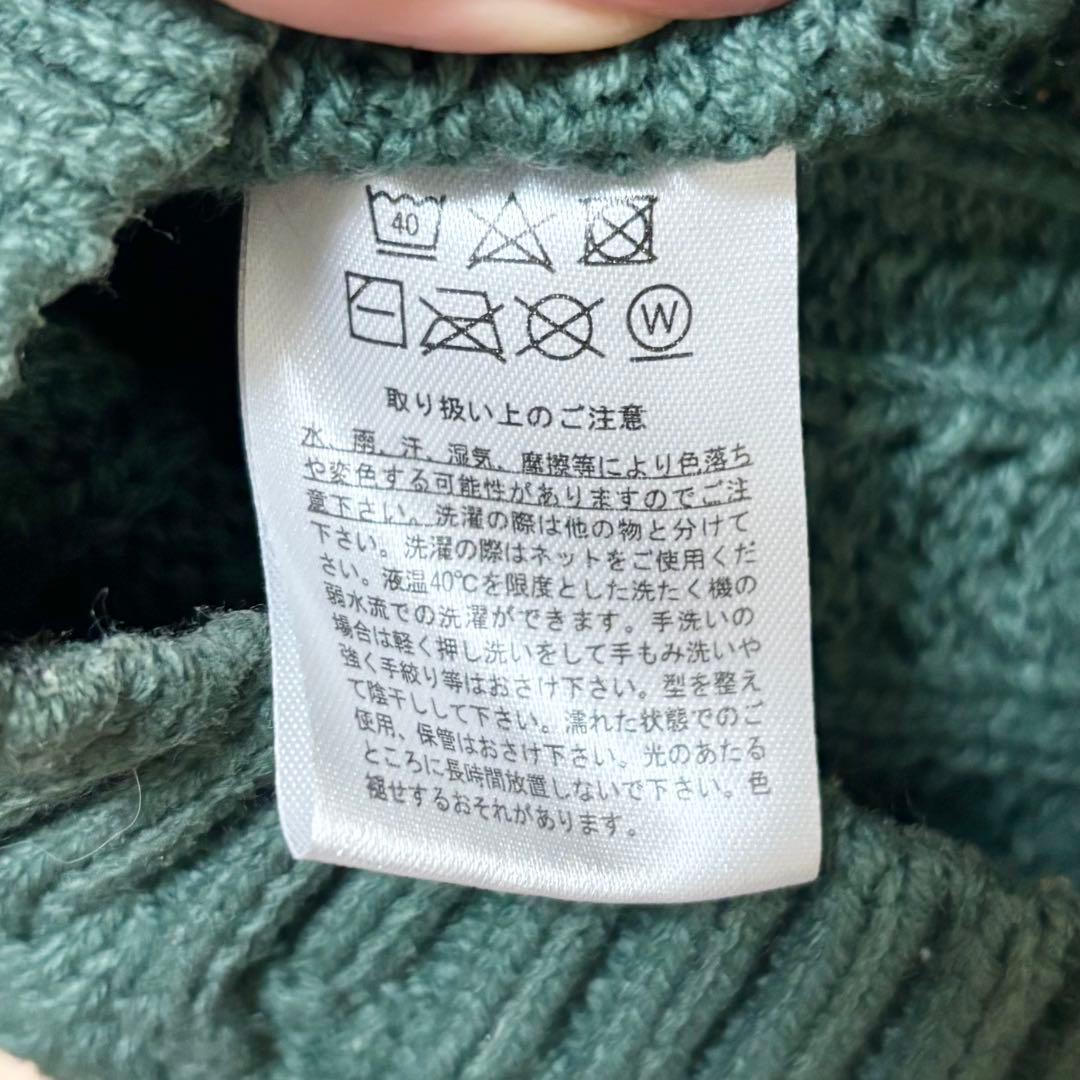 40
W
取り扱い上のご注意
水、雨、汗、湿気、摩擦等により色落ち
や変色する可能性がありますのでご注
意下さい。洗濯の際は他の物と分けて
下さい。洗濯の際はネットをご使用くだ
さい。液温40℃を限度とした洗たく機の
弱水流での洗濯ができます。手洗いの
場合は軽く押し洗いをして手もみ洗いや
強く手絞り等はおさけ下さい。型を整え
て陰干しして下さい。濡れた状態でのご
使用、保管はおさけ下さい。光のあたる
ところに長時間放置しないで下さい。色
褪せするおそれがあります。